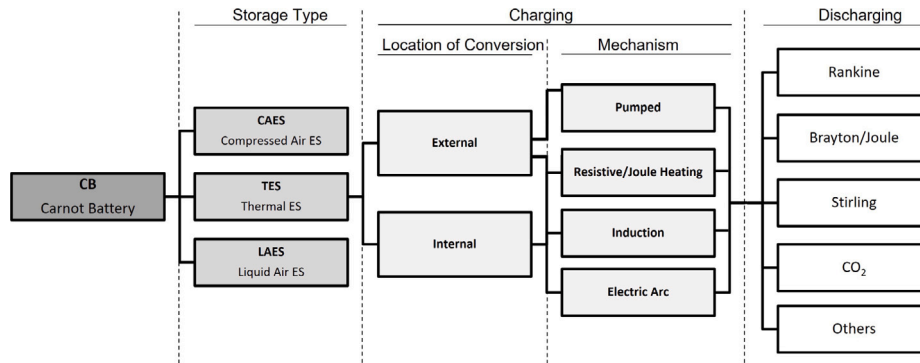 Storage Type
Charging
Discharging
Location of Conversion
Mechanism
CB
Carnot Battery
CAES
Compressed Air ES
TES
Thermal ES
LAES
Liquid Air ES
External
Internal
Pumped
Resistive/Joule Heating
Induction
Electric Arc
Rankine
Brayton/Joule
Stirling
CO₂
Others